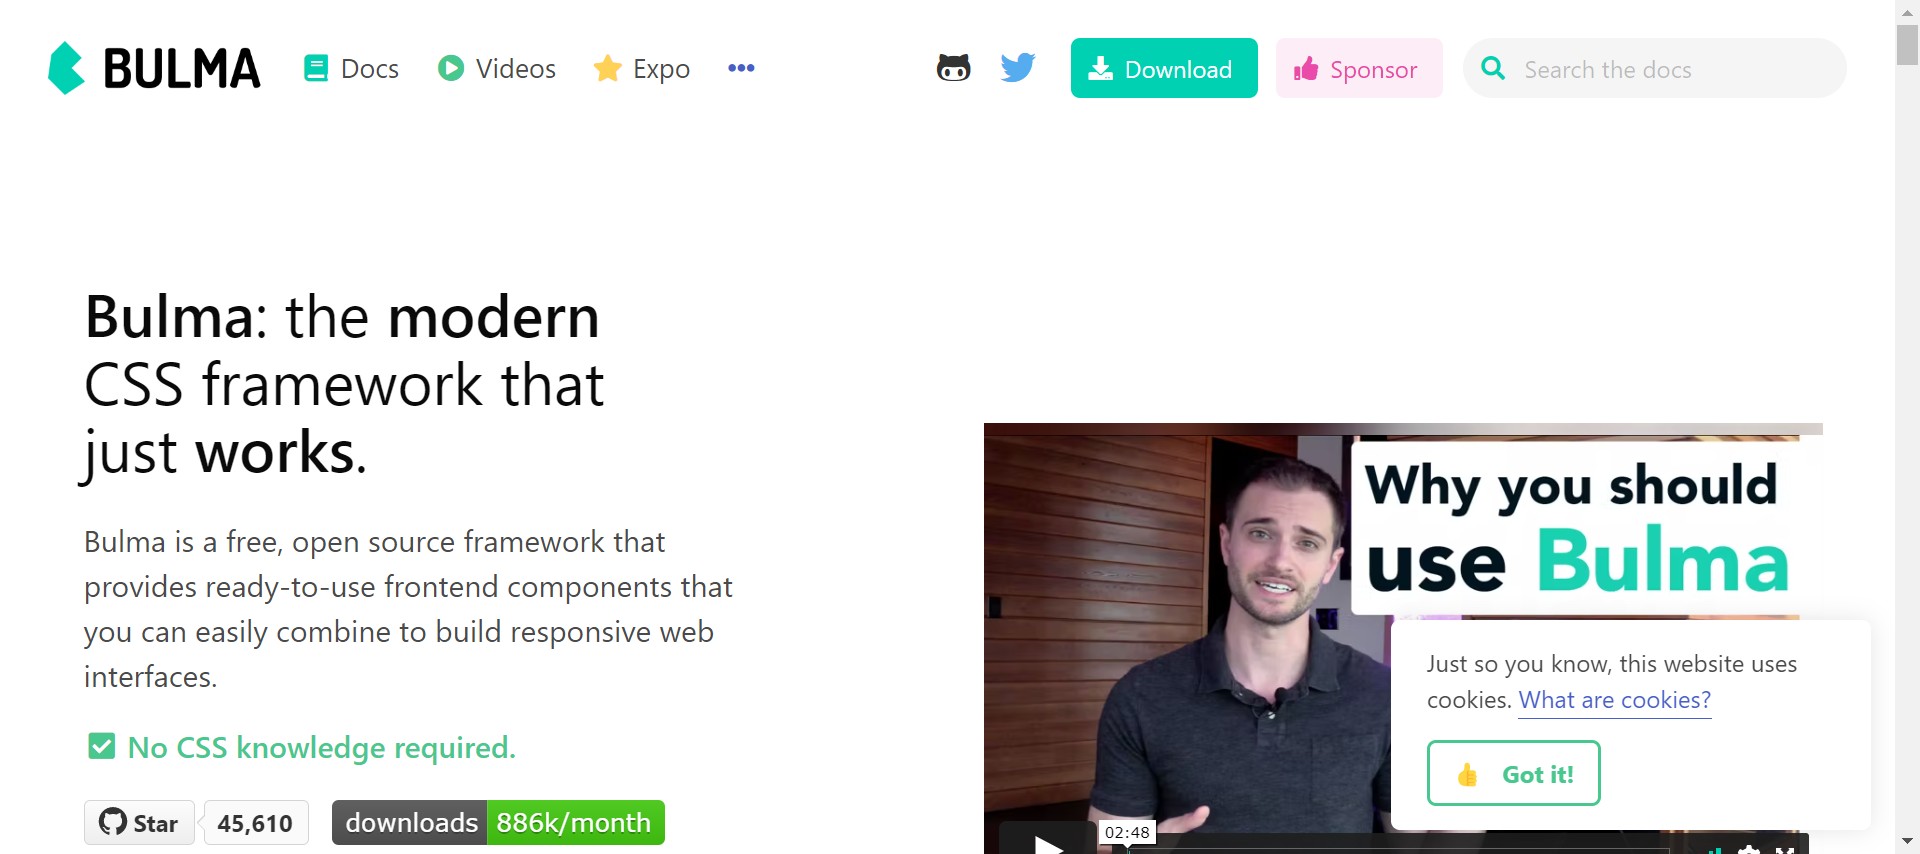 BULMA
Docs
Videos
Expo
Download
Sponsor
Search the docs
Bulma: the modern
CSS framework that
just works.
Bulma is a free, open source framework that
provides ready-to-use frontend components that
you can easily combine to build responsive web
interfaces.
No CSS knowledge required.
Star
45,610
downloads 886k/month
Why you should
use Bulma
Just so you know, this website uses
cookies. What are cookies?
Got it!
02:48